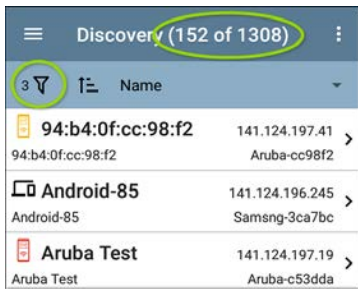 Discovery (152 of 1308)
3 Name
94:b4:0f:cc:98:f2 141.124.197.41
94:b4:0f:cc:98:f2 Aruba-cc98f2
Android-85 141.124.196.245
Android-85 Samsng-3ca7bc
Aruba Test 141.124.197.19
Aruba Test Aruba-c53dda